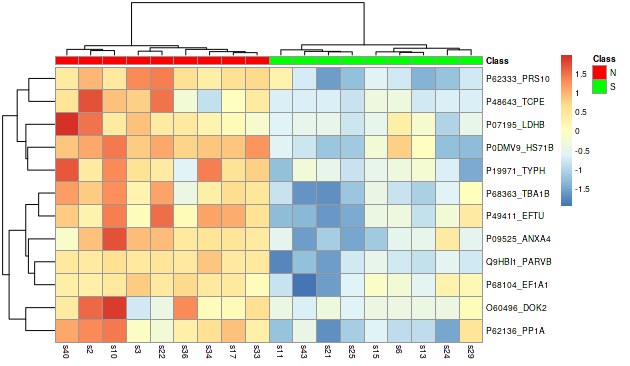 Class
P62333_PRS10
P48643_TCPE
P07195_LDHB
P0DMV9_HS71B
P19971_TYPH
P68363_TBA1B
P49411_EFTU
P09525_ANXA4
Q9HBI1_PARVB
P68104_EF1A1
O60496_DOK2
P62136_PP1A
s40 s2 s10 s3 s22 s36 s34 s17 s33 s11 s43 s21 s25 s15 s6 s13 s24 s29
1.5
1
0.5
0
-0.5
-1
-1.5
Class
N
S